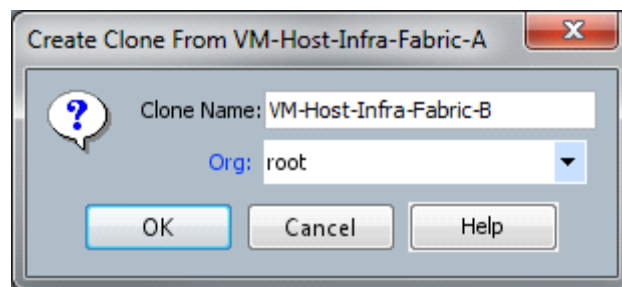 Create Clone From VM-Host-Infra-Fabric-A
Clone Name: VM-Host-Infra-Fabric-B
Org: root
OK Cancel Help